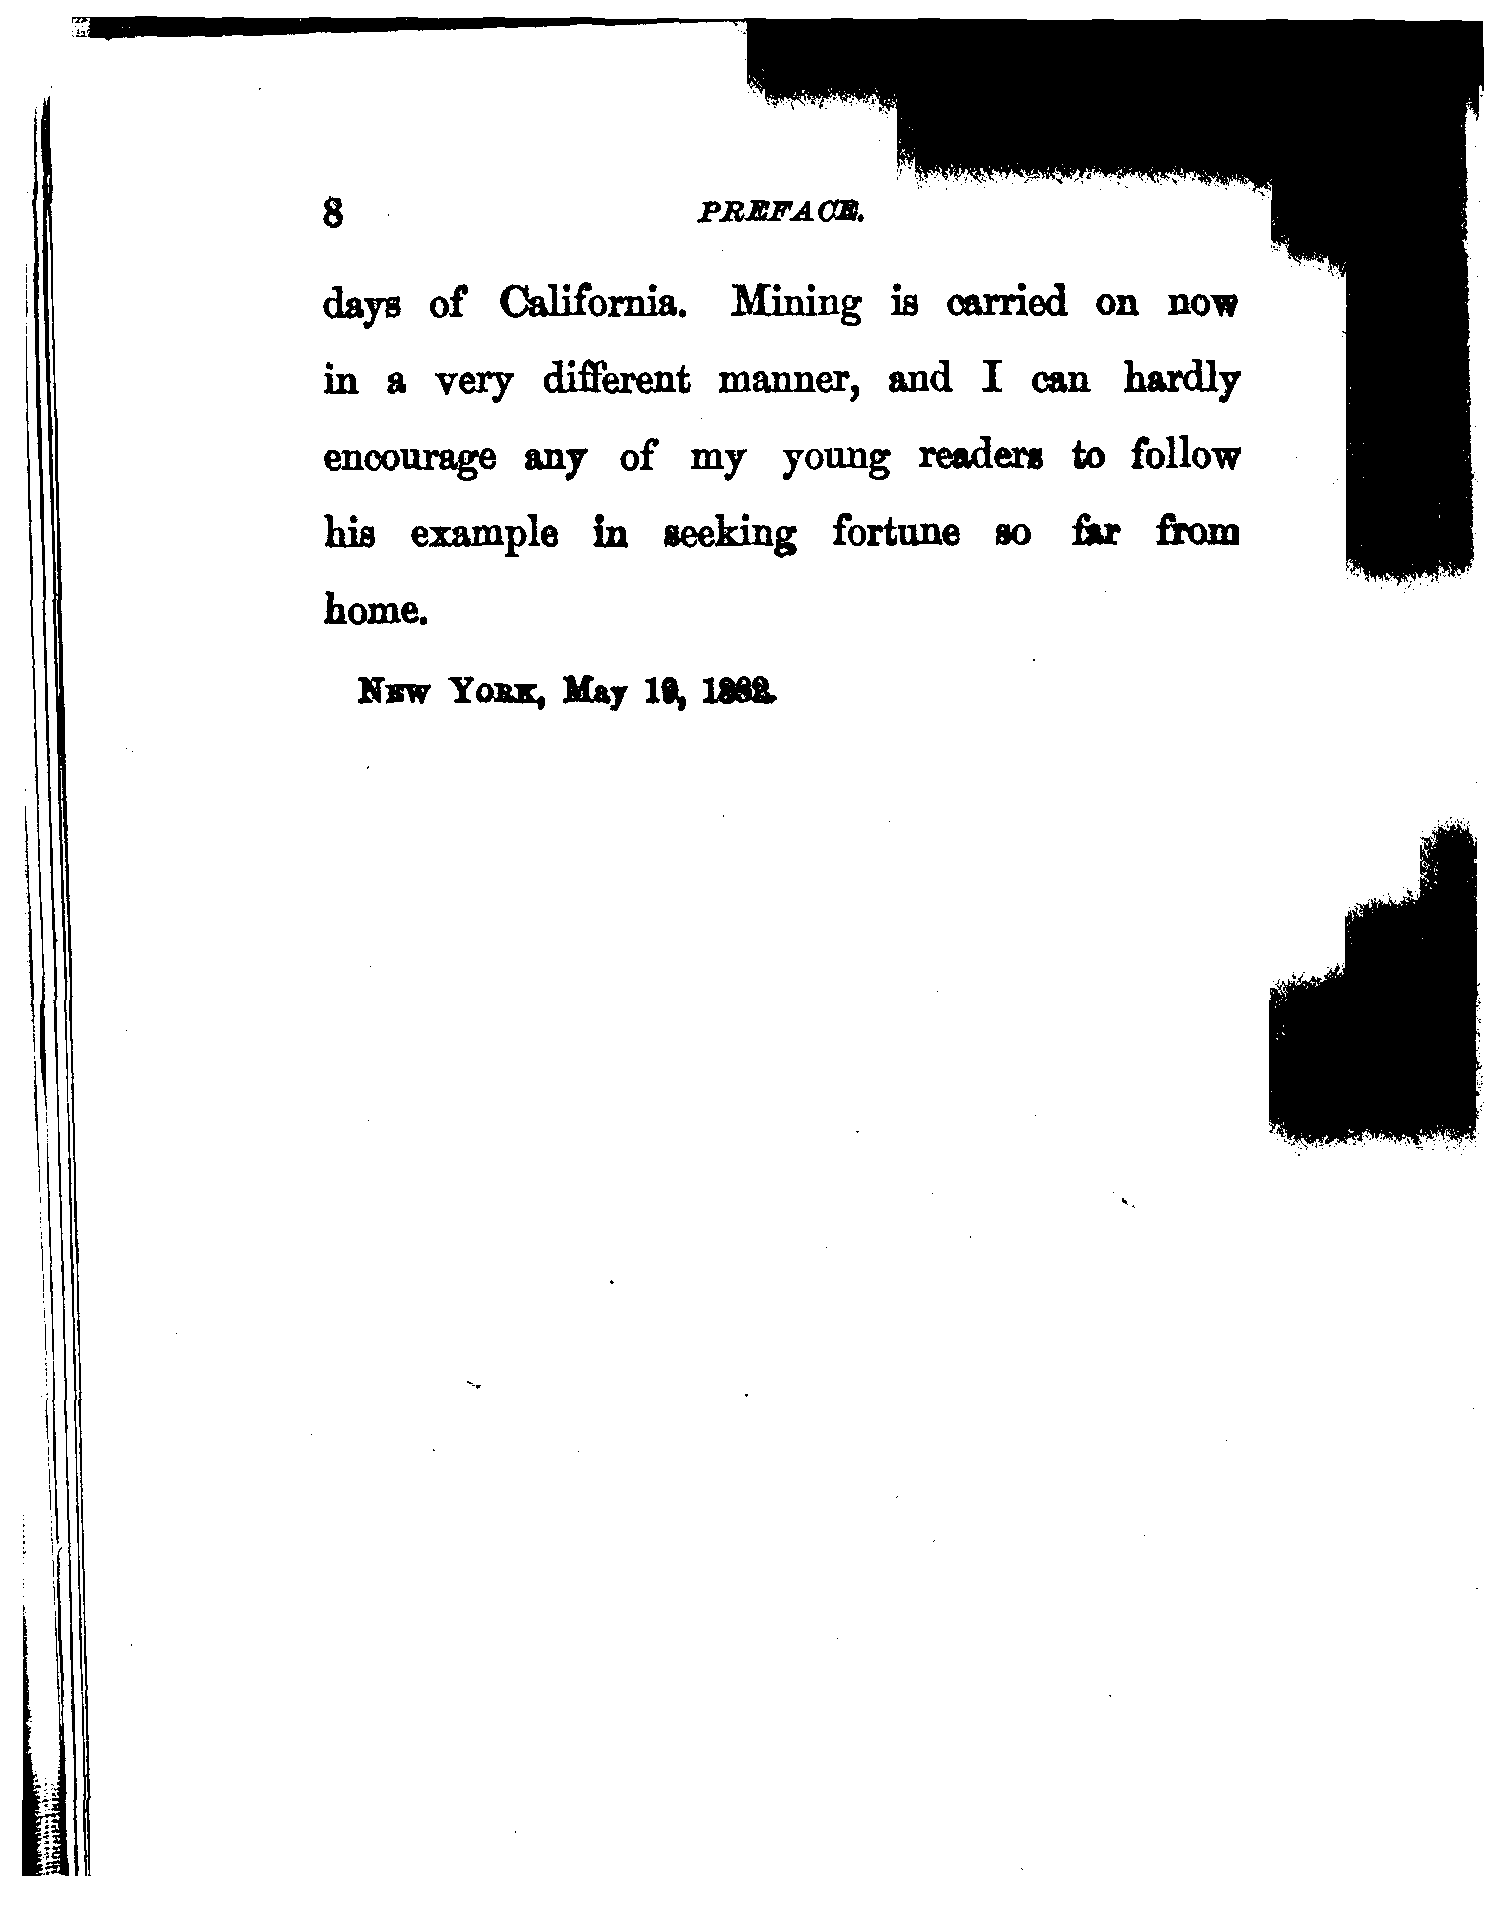 8 PREFACE.
days of California. Mining is carried on now
in a very different manner, and I can hardly
encourage any of my young readers to follow
his example in seeking fortune so far from
home.
NEW YORK, May 19, 1882.